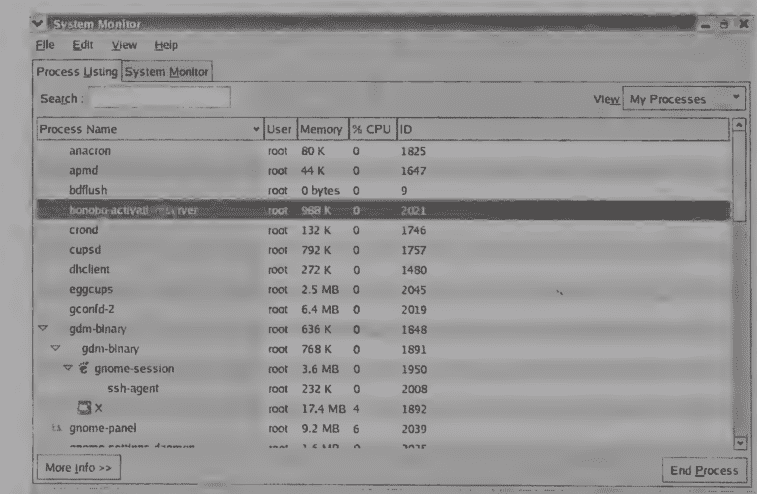 System Monitor
File Edit View Help
Process Listing System Monitor
Search : View My Processes
Process Name User Memory % CPU ID
anacron root 80 K 0 1825
apmd root 44 K 0 1647
bdflush root 0 bytes 0 9
root 988 K 0 2021
crond root 132 K 0 1746
cupsd root 792 K 0 1757
dhclient root 272 K 0 1480
eggcups root 2.5 MB 0 2045
gconfd-2 root 6.4 MB 0 2019
gdm-binary root 636 K 0 1848
gdm-binary root 768 K 0 1891
gnome-session root 3.6 MB 0 1950
ssh-agent root 232 K 0 2008
X root 17.4 MB 4 1892
gnome-panel root 9.2 MB 6 2039
More Info >> End Process